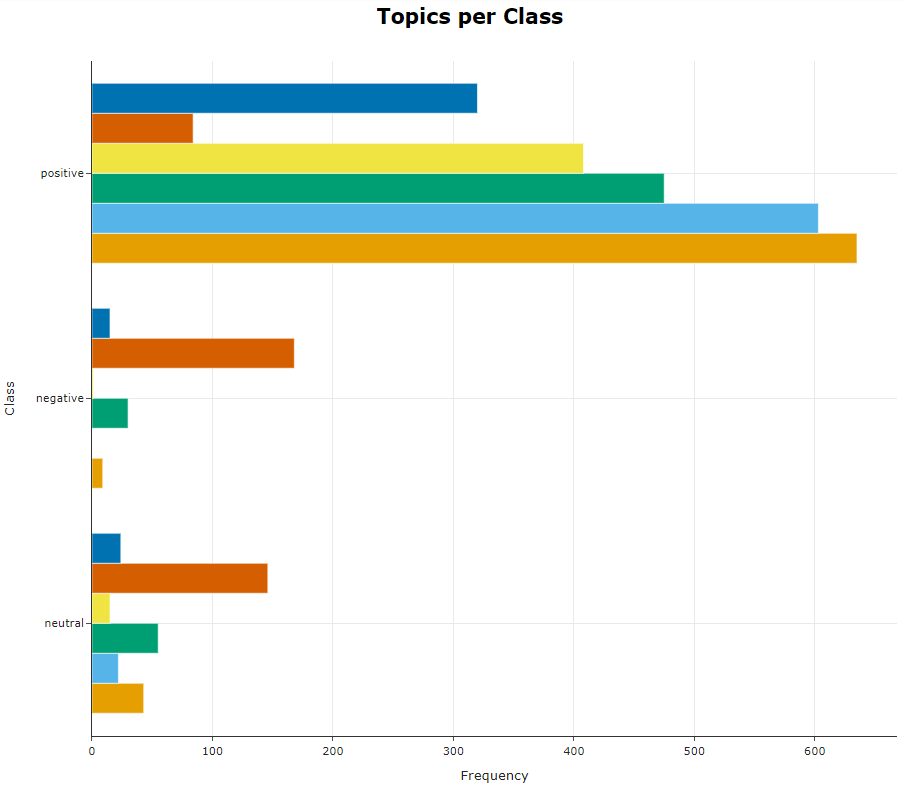 Topics per Class
positive
negative
neutral
Class
0 100 200 300 400 500 600
Frequency